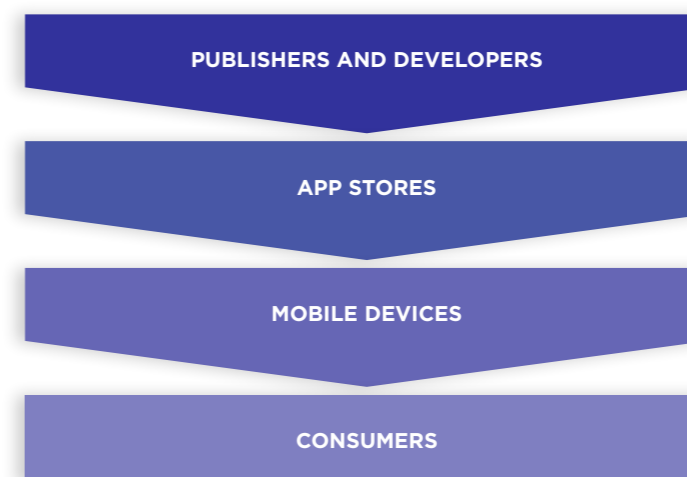 PUBLISHERS AND DEVELOPERS
APP STORES
MOBILE DEVICES
CONSUMERS